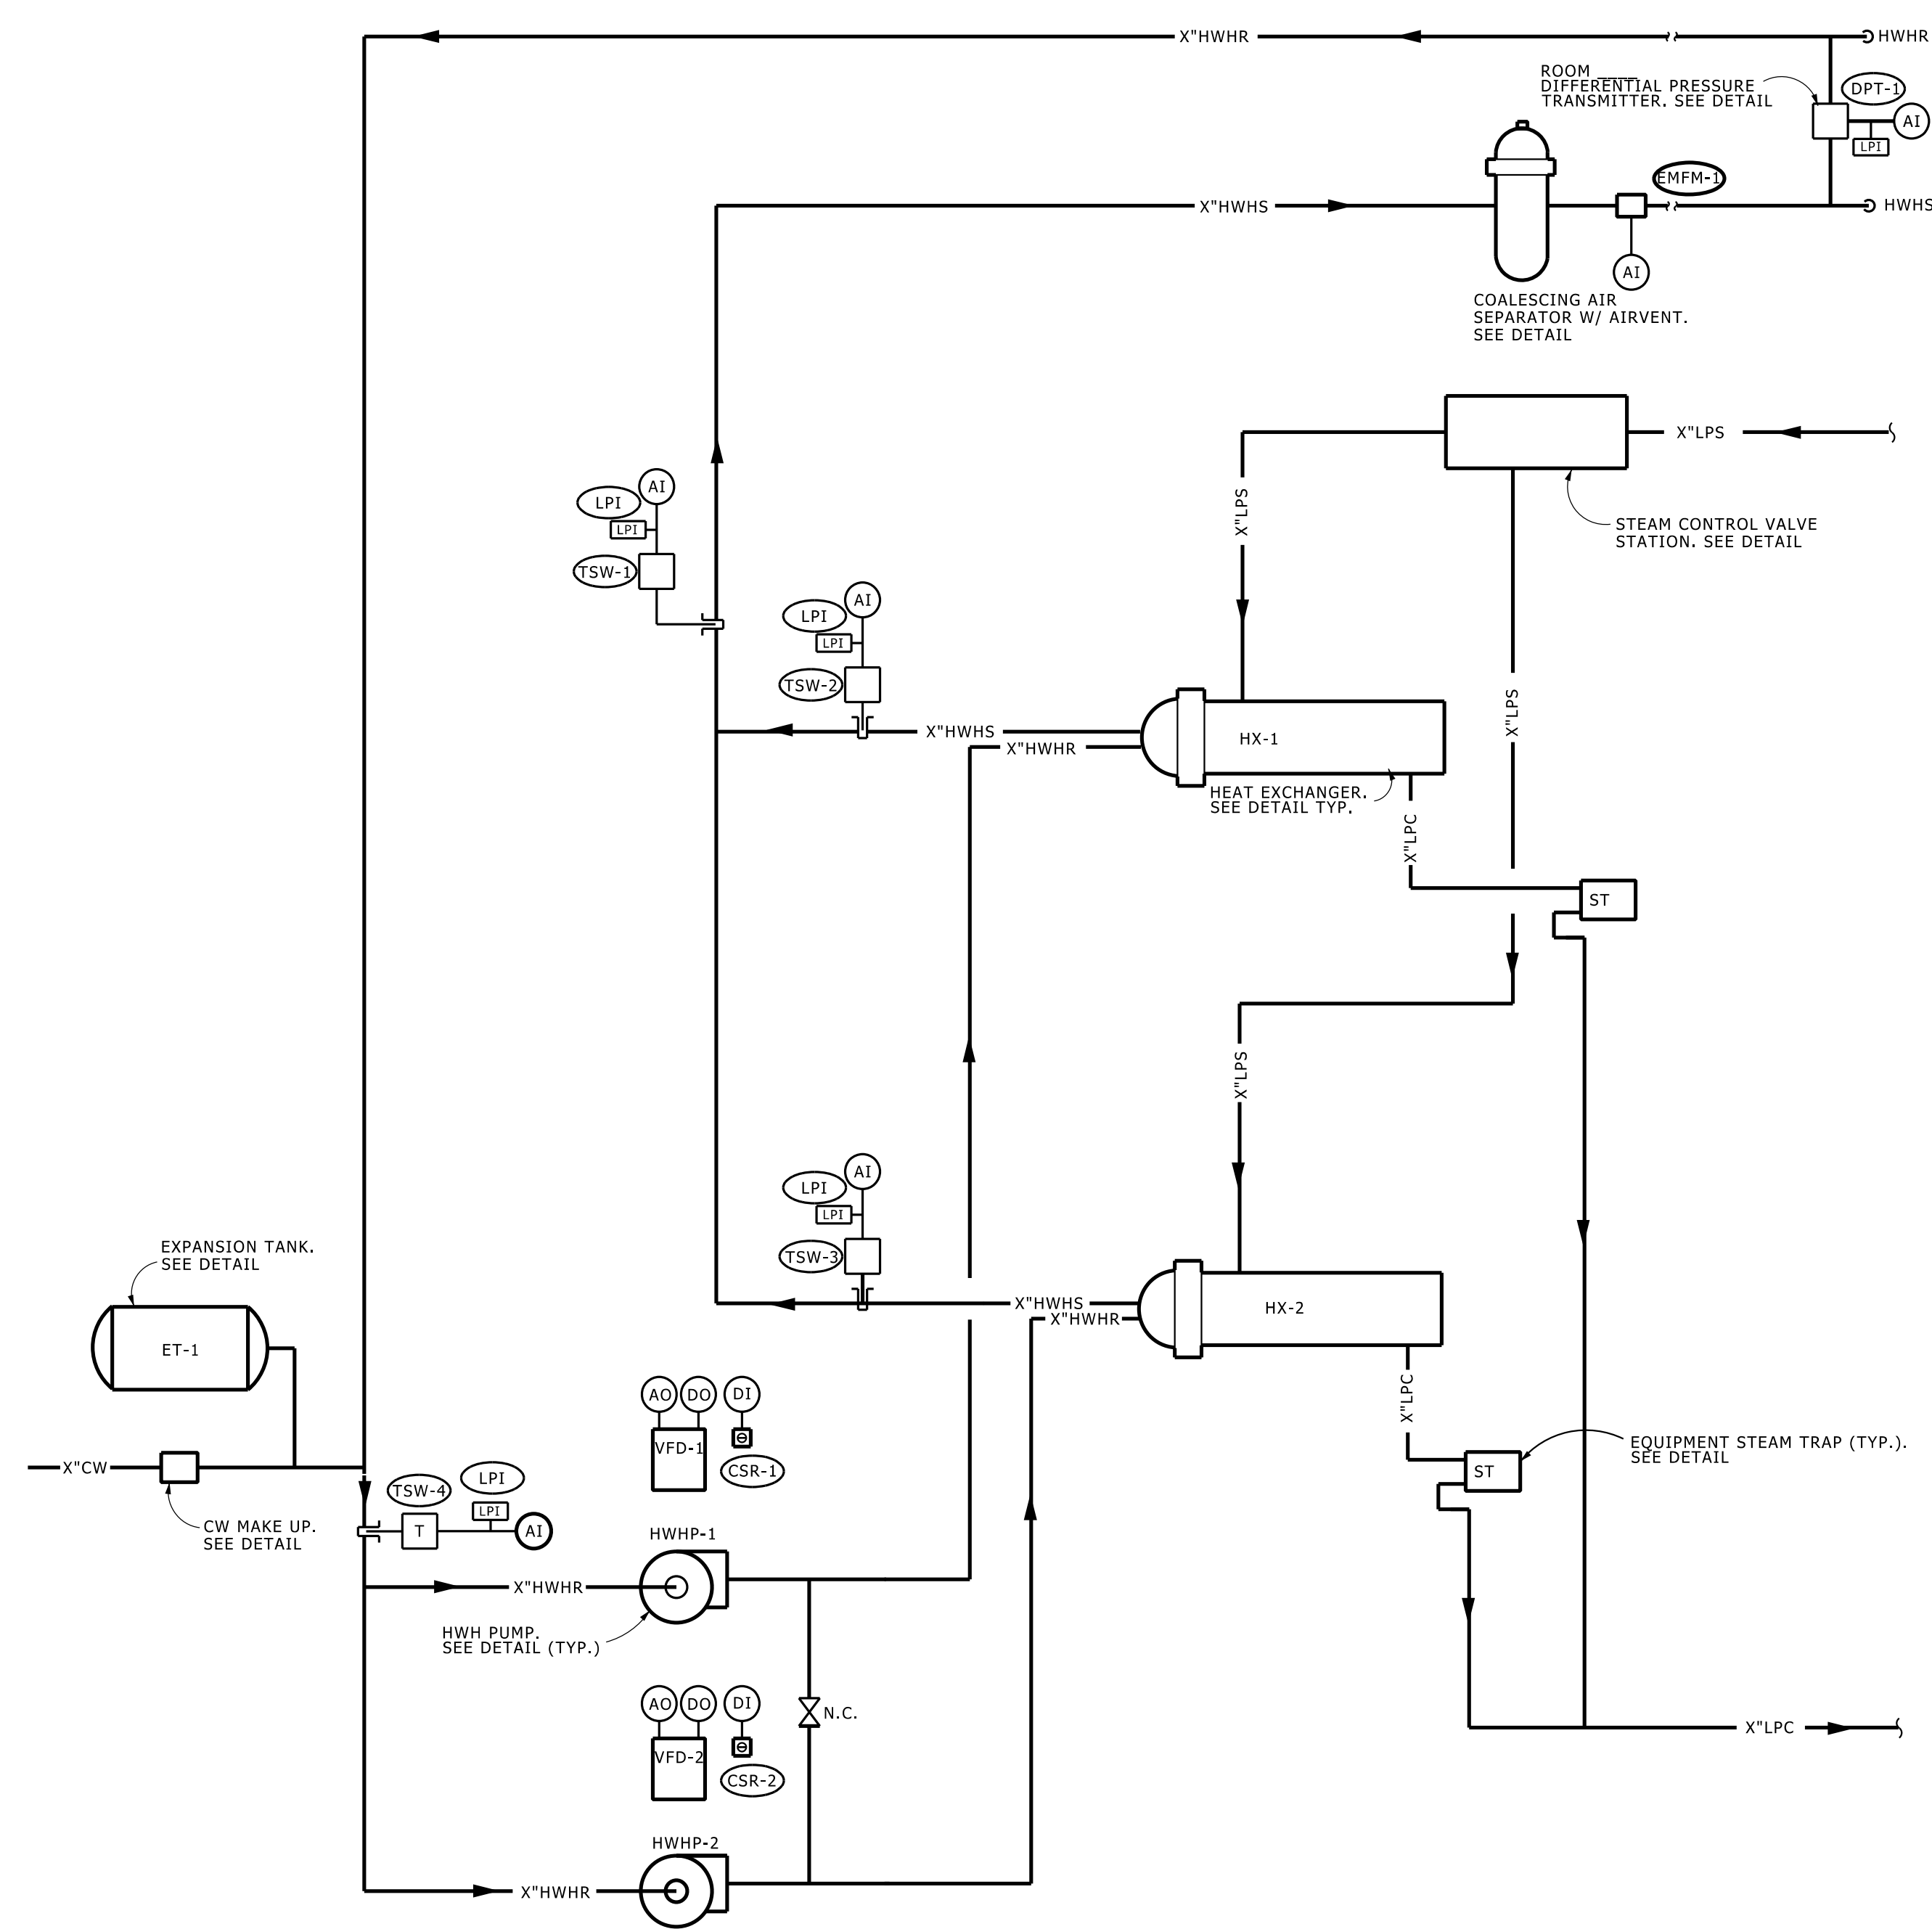 X"HWHR
HWHR
ROOM ____
DIFFERENTIAL PRESSURE
TRANSMITTER. SEE DETAIL
DPT-1
AI
LPI
EMFM-1
X"HWHS
HWHS
AI
COALESCING AIR
SEPARATOR W/ AIRVENT.
SEE DETAIL
X"LPS
STEAM CONTROL VALVE
STATION. SEE DETAIL
X"LPS
AI
LPI
LPI
TSW-1
AI
LPI
LPI
TSW-2
X"LPS
X"HWHS
X"HWHR
HX-1
HEAT EXCHANGER.
SEE DETAIL TYP.
X"LPC
ST
X"LPS
AI
LPI
LPI
TSW-3
EXPANSION TANK.
SEE DETAIL
ET-1
X"HWHS
X"HWHR
HX-2
X"LPC
EQUIPMENT STEAM TRAP (TYP.).
SEE DETAIL
ST
X"CW
CW MAKE UP.
SEE DETAIL
TSW-4
LPI
LPI
T
AI
AO
DO
DI
VFD-1
CSR-1
HWHP-1
X"HWHR
HWH PUMP.
SEE DETAIL (TYP.)
AO
DO
DI
N.C.
VFD-2
CSR-2
X"LPC
HWHP-2
X"HWHR